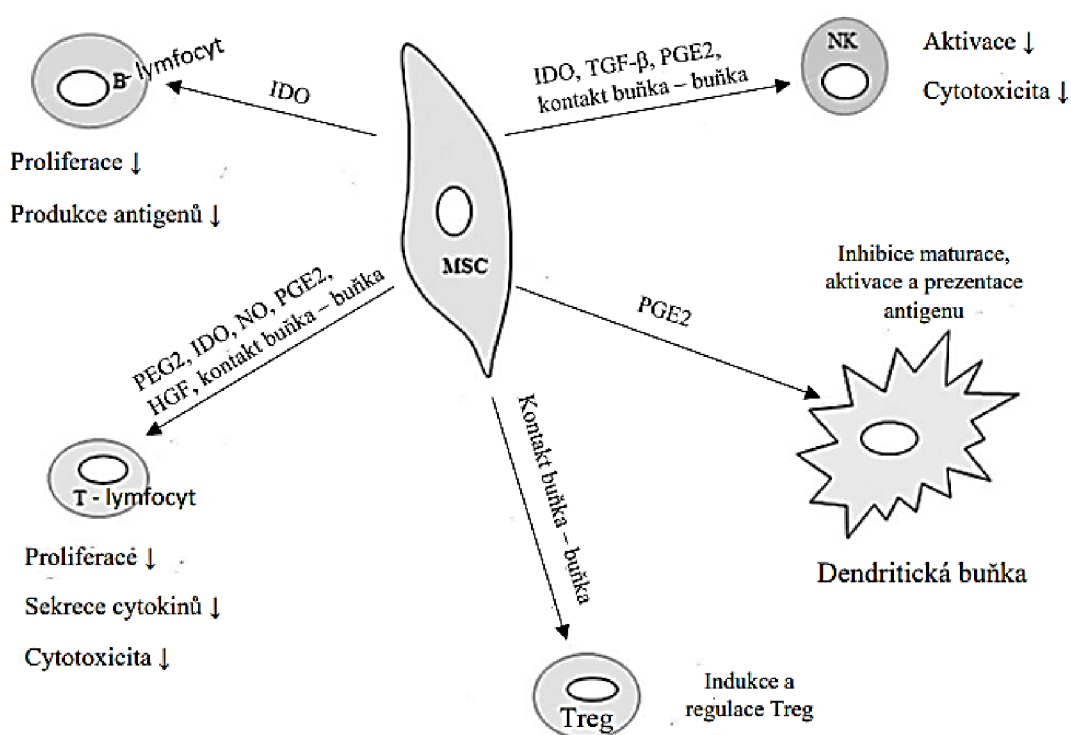 B- lymfocyt
IDO
Proliferace ↓
Produkce antigenů ↓
IDO, TGF-β, PGE2,
kontakt buňka – buňka
NK
Aktivace ↓
Cytotoxicita ↓
MSC
PEG2, IDO, NO, PGE2,
HGF, kontakt buňka – buňka
T - lymfocyt
Proliferace ↓
Sekrece cytokinů ↓
Cytotoxicita ↓
PGE2
Inhibice maturace,
aktivace a prezentace
antigenu
Dendritická buňka
Kontakt buňka – buňka
Treg
Indukce a
regulace Treg